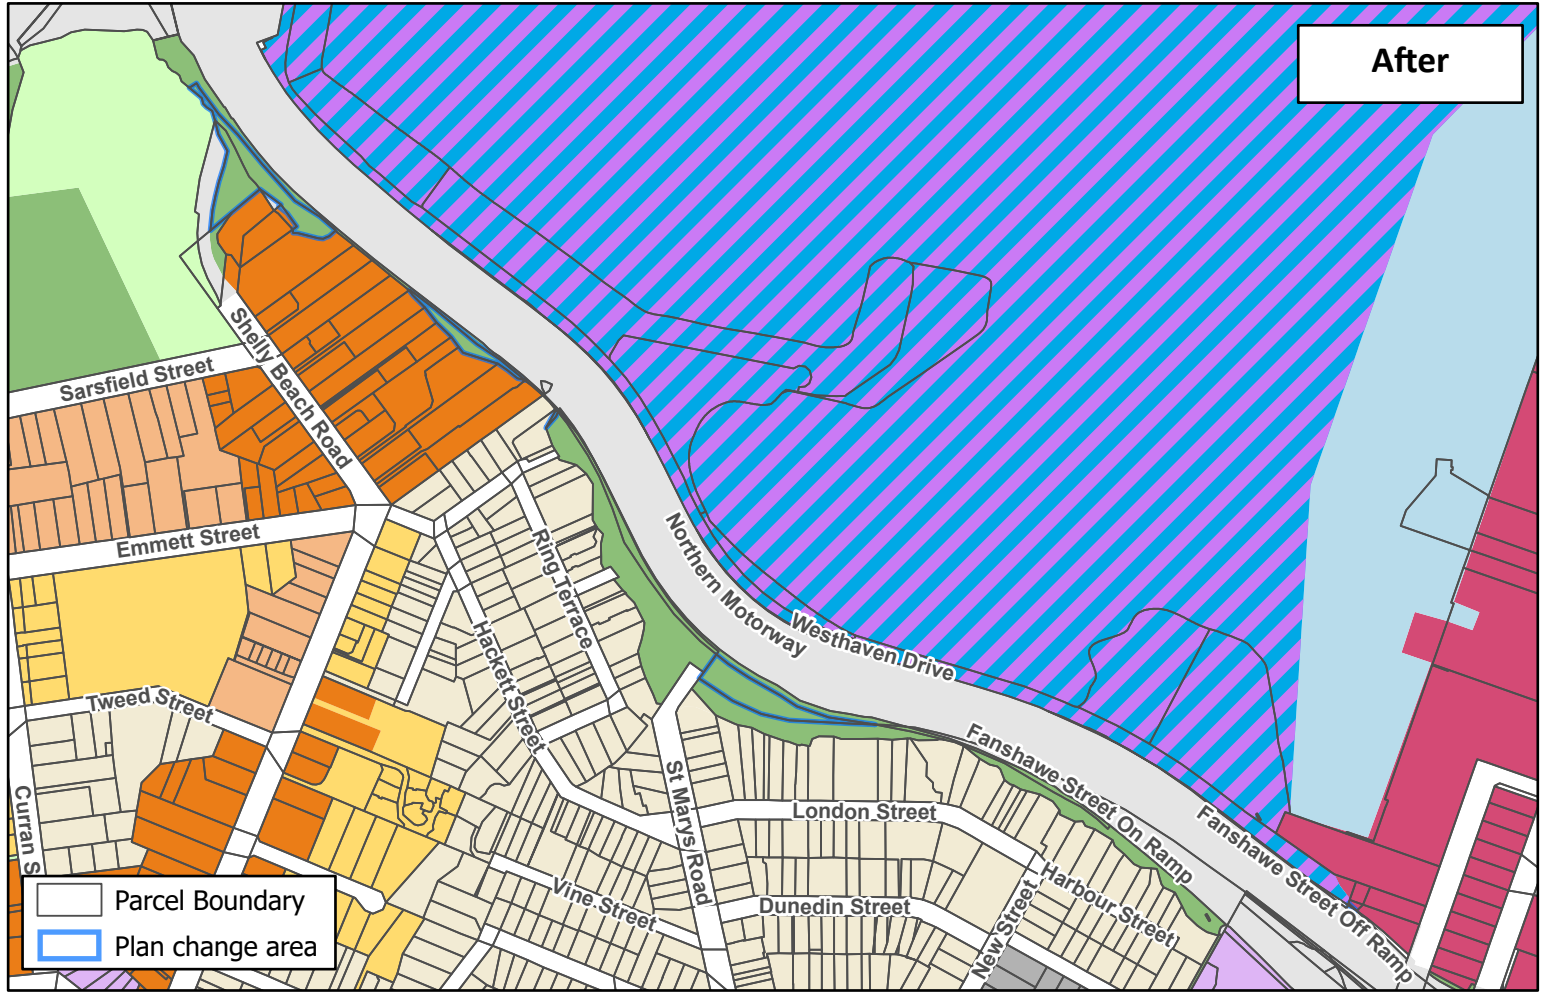 After
Shelly Beach Road
Sarsfield Street
Emmett Street
Ring Terrace
Northern Motorway
Westhaven Drive
Hackett Street
Tweed Street
Fanshawe Street On Ramp
St Marys Road
Curran S
London Street
Fanshawe Street Off Ramp
Harbour Street
Vine Street
Dunedin Street
New Street
Parcel Boundary
Plan change area